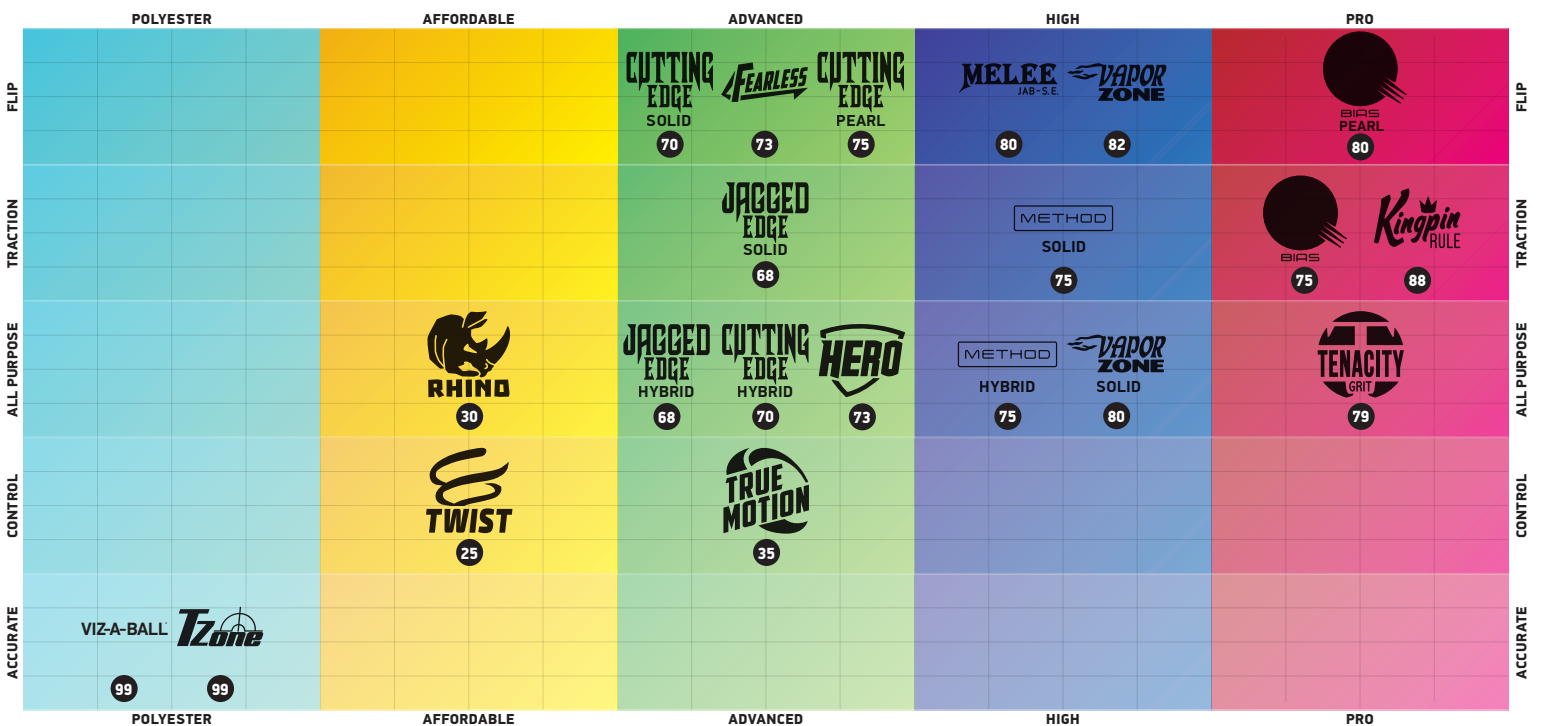 POLYESTER AFFORDABLE ADVANCED HIGH PRO
FLIP
CUTTING EDGE SOLID
70
FEARLESS
73
CUTTING EDGE PEARL
75
MELEE
JAB-S.E.
80
VAPOR ZONE
82
BIAS
PEARL
80
FLIP
TRACTION
JAGGED EDGE SOLID
68
METHOD
SOLID
75
BIAS
75
Kingpin
RULE
88
TRACTION
ALL PURPOSE
RHINO
30
JAGGED EDGE HYBRID
68
CUTTING EDGE HYBRID
70
HERO
73
METHOD
HYBRID
75
VAPOR ZONE
SOLID
80
TENACITY
GRIT
79
ALL PURPOSE
CONTROL
TWIST
25
TRUE MOTION
35
CONTROL
ACCURATE
VIZ-A-BALL
99
TZone
99
ACCURATE
POLYESTER AFFORDABLE ADVANCED HIGH PRO